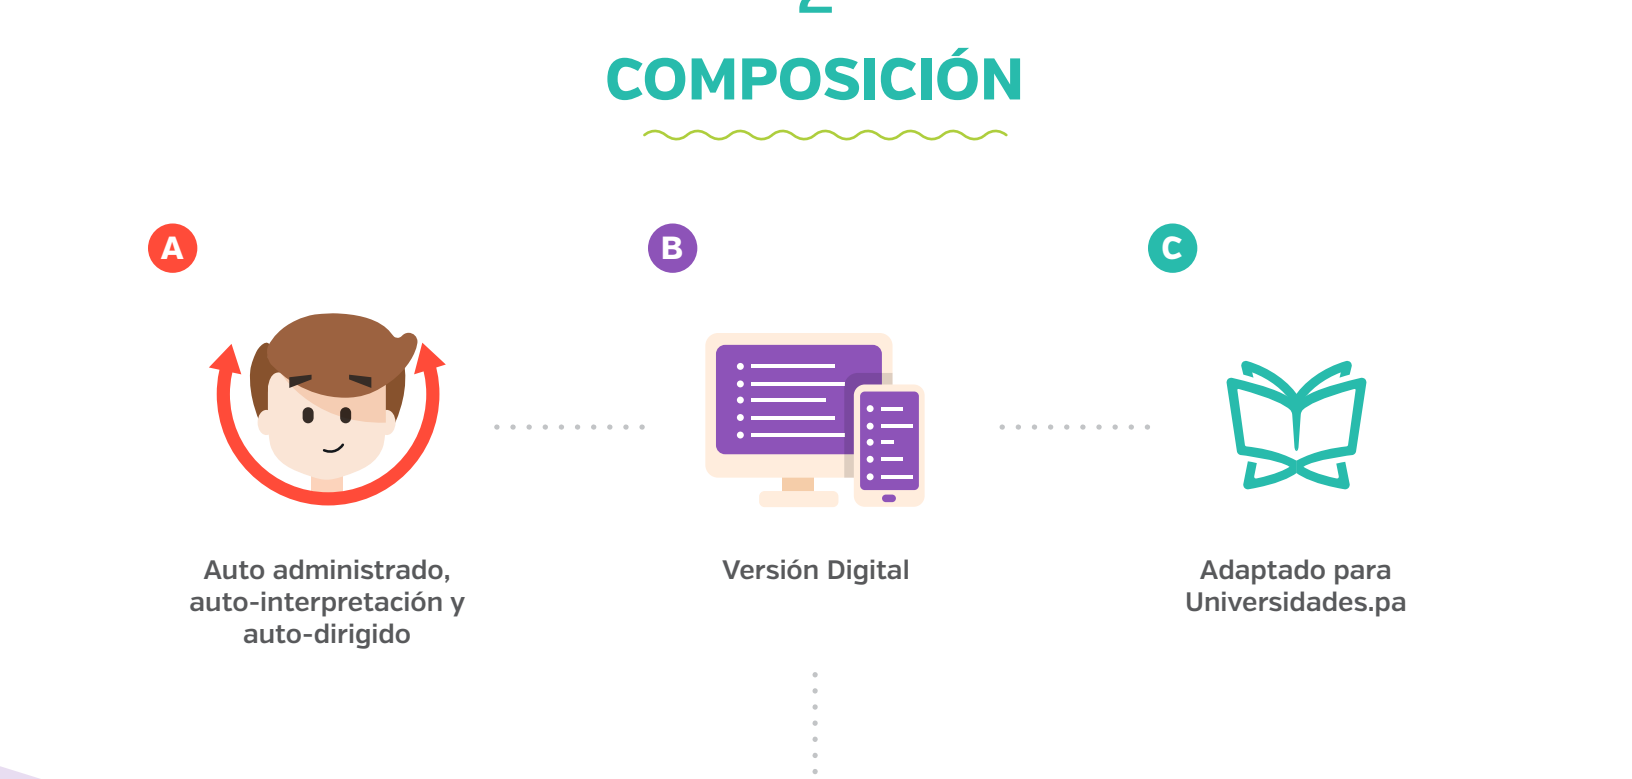 COMPOSICIÓN
A
B
C
Auto administrado,
auto-interpretación y
auto-dirigido
Versión Digital
Adaptado para
Universidades.pa